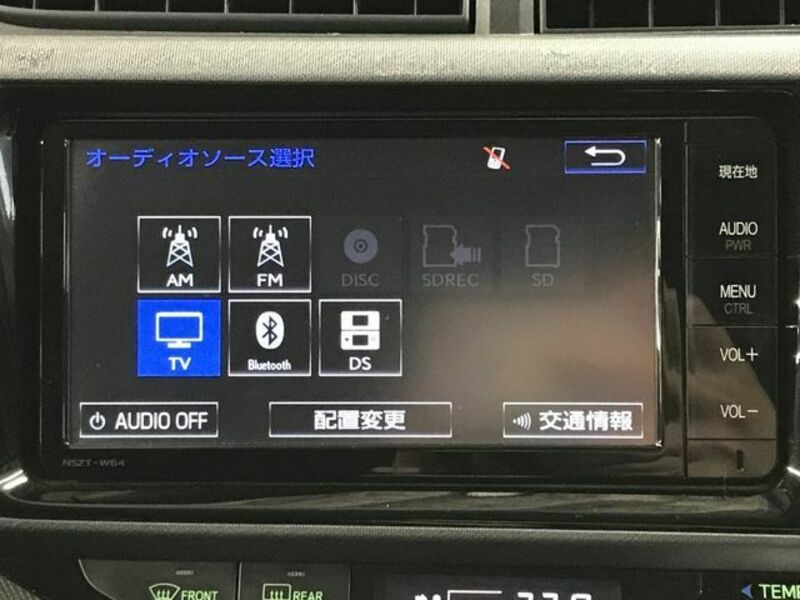 オーディオソース選択
現在地
AUDIO
PWR
AM
FM
DISC
SDREC
SD
MENU
CTRL
TV
Bluetooth
DS
VOL+
VOL-
AUDIO OFF
配置変更
交通情報
NSZT-W64
FRONT
REAR